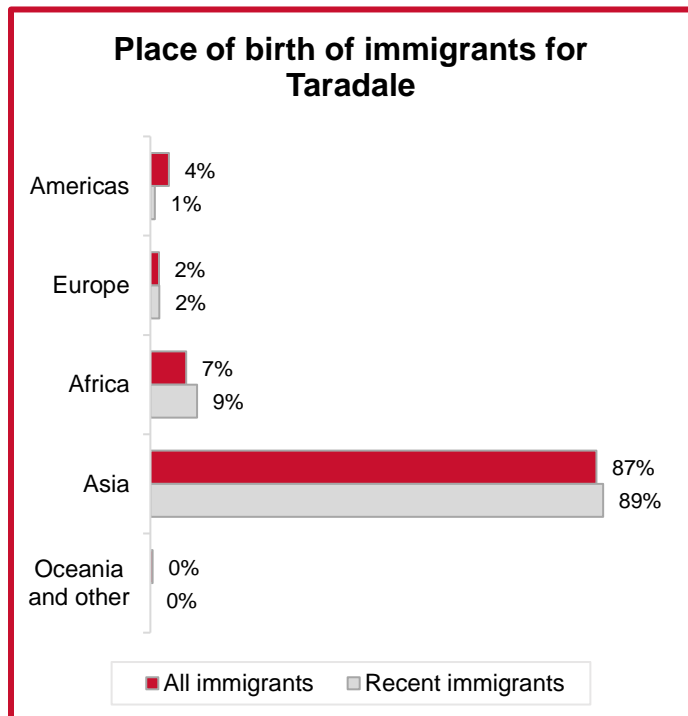 Place of birth of immigrants for
Taradale
Americas
4%
1%
Europe
2%
2%
Africa
7%
9%
Asia
87%
89%
Oceania
and other
0%
0%
All immigrants
Recent immigrants